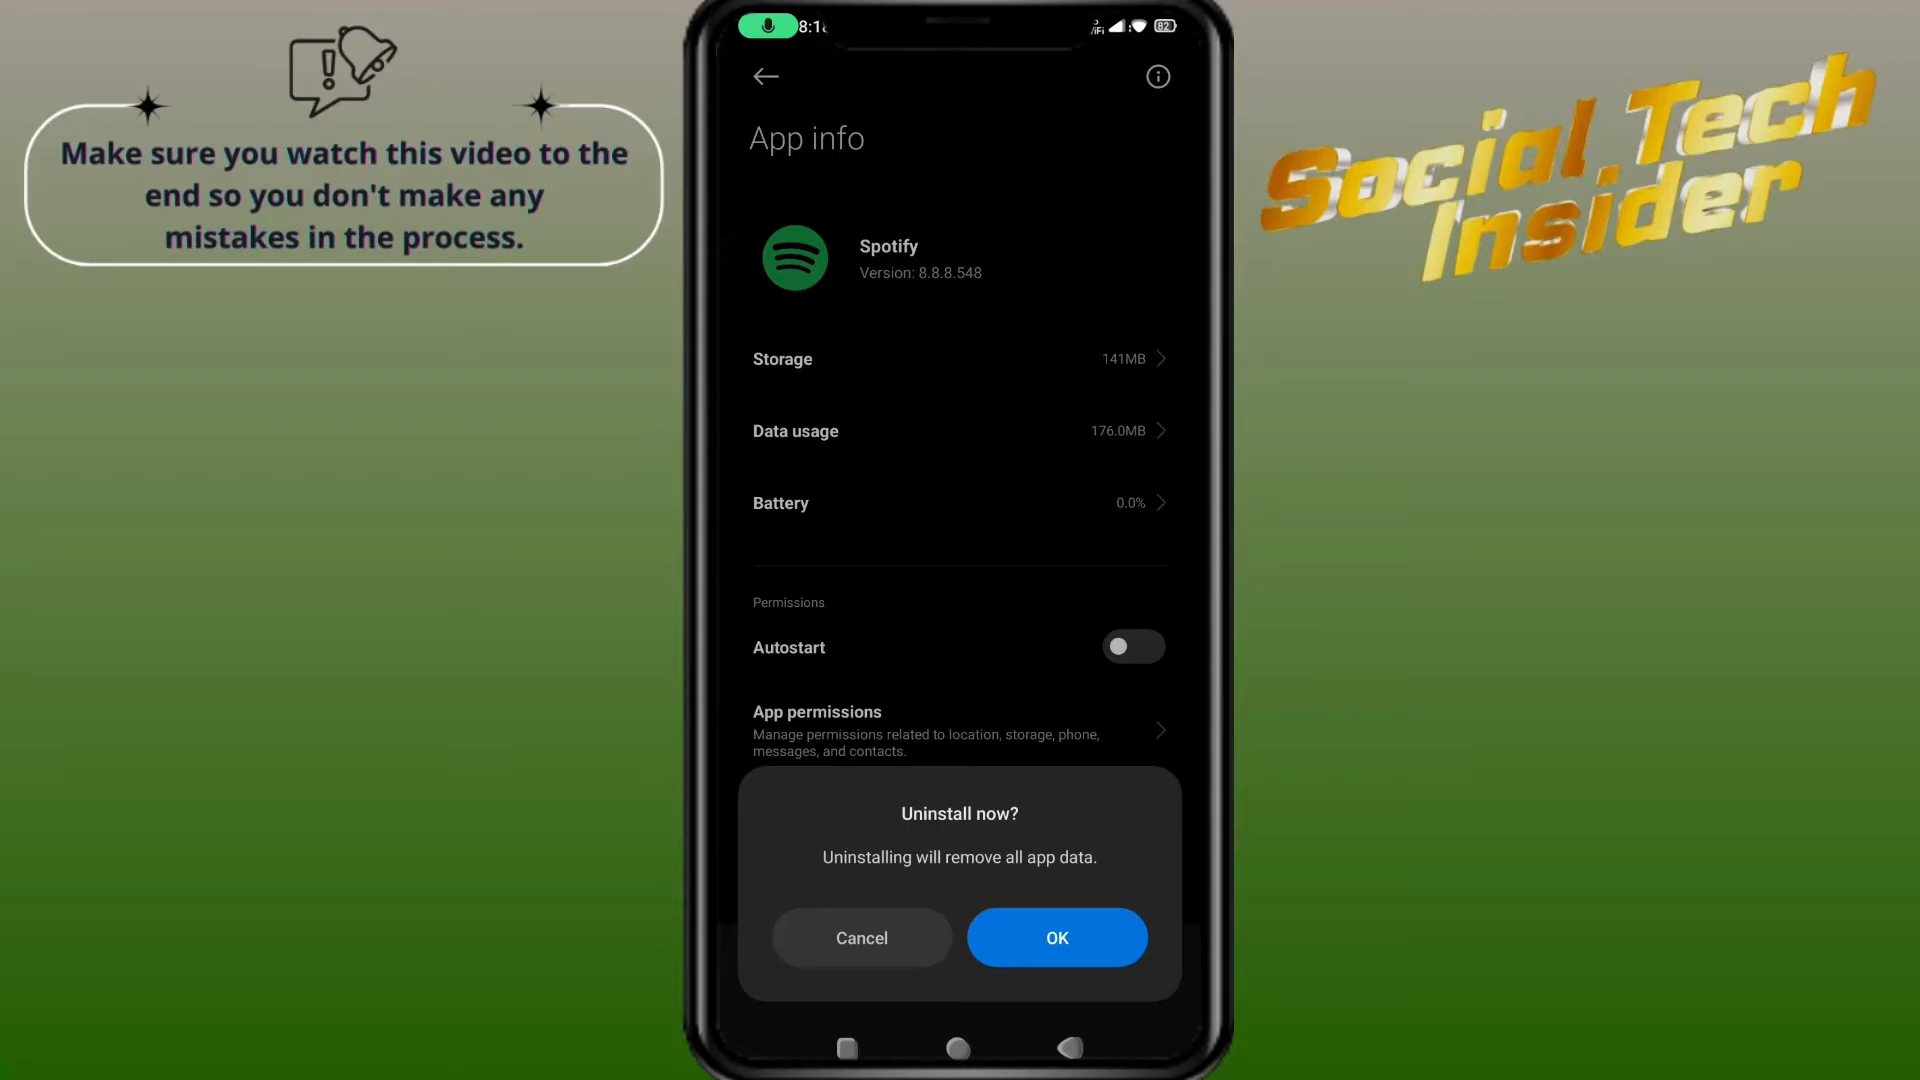 Make sure you watch this video to the
end so you don't make any
mistakes in the process.
82
App info
Spotify
Version: 8.8.8.548
Storage
141MB
Data usage
176.0MB
Battery
0.0%
Permissions
Autostart
App permissions
Manage permissions related to location, storage, phone,
messages, and contacts.
Uninstall now?
Uninstalling will remove all app data.
Cancel
OK
Social Tech
Insider